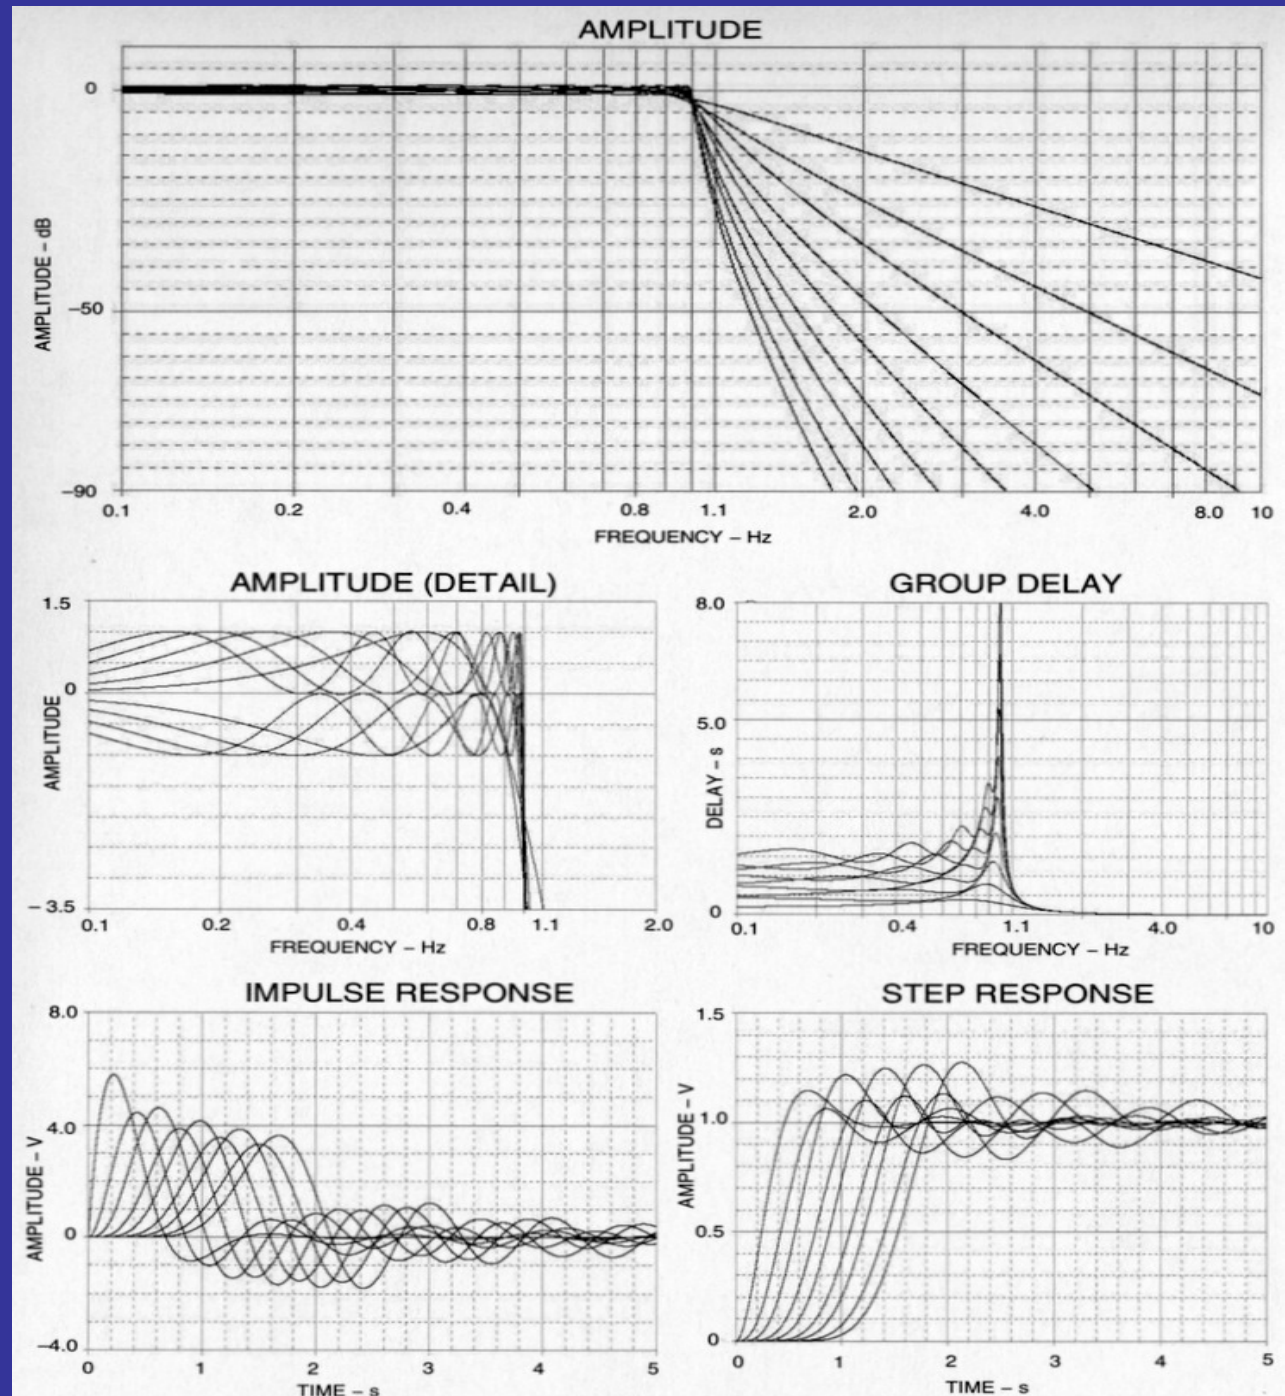 AMPLITUDE
0
–50
–90
AMPLITUDE – dB
0.1 0.2 0.4 0.8 1.1 2.0 4.0 8.0 10
FREQUENCY – Hz
AMPLITUDE (DETAIL)
1.5
0
–3.5
AMPLITUDE
0.1 0.2 0.4 0.8 1.1 2.0
FREQUENCY – Hz
GROUP DELAY
8.0
5.0
0
DELAY – s
0.1 0.4 1.1 4.0 10
FREQUENCY – Hz
IMPULSE RESPONSE
8.0
4.0
0
–4.0
AMPLITUDE – V
0 1 2 3 4 5
TIME – s
STEP RESPONSE
1.5
1.0
0.5
0
AMPLITUDE – V
0 1 2 3 4 5
TIME – s